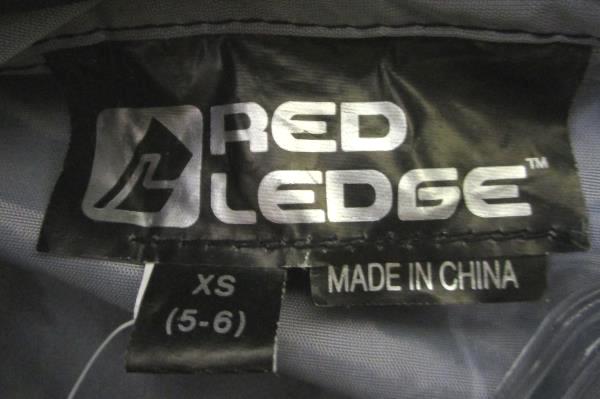 RED
LEDGE™
XS
(5-6)
MADE IN CHINA